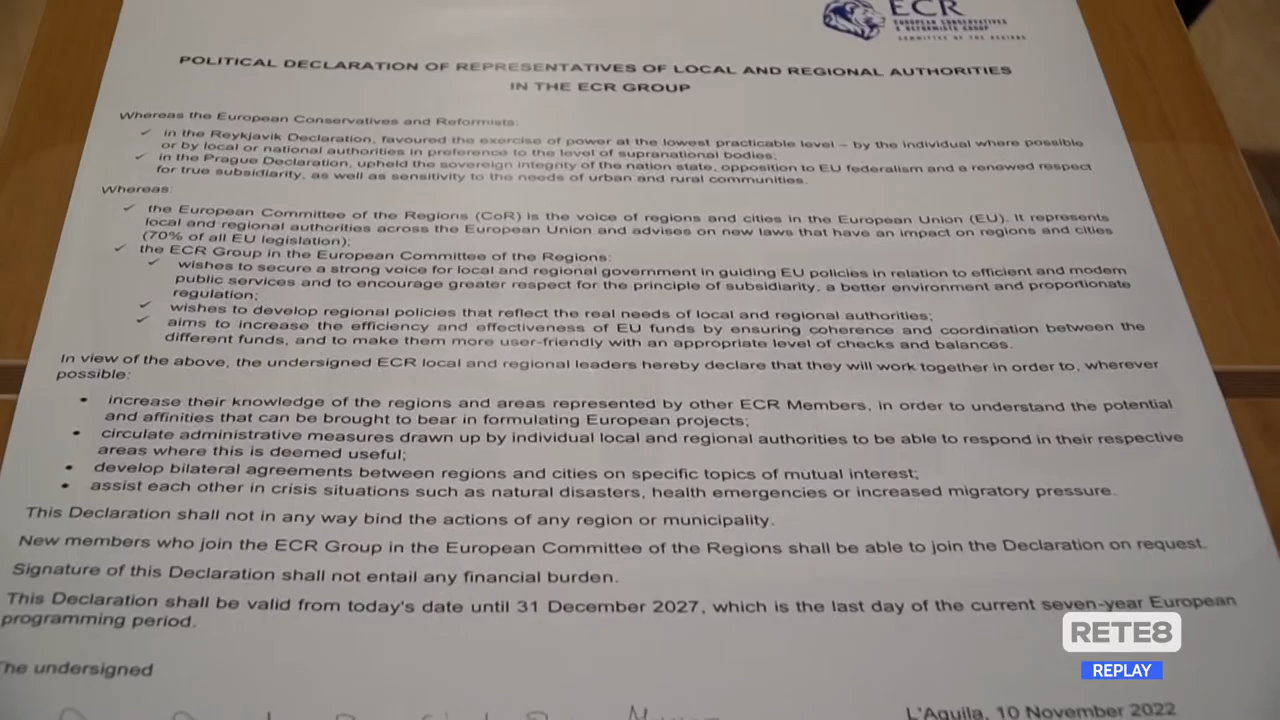 ECR
EUROPEAN CONSERVATIVES
& REFORMISTS GROUP
COMMITTEE OF THE REGIONS
POLITICAL DECLARATION OF REPRESENTATIVES OF LOCAL AND REGIONAL AUTHORITIES
IN THE ECR GROUP
Whereas the European Conservatives and Reformists:
✓ in the Reykjavik Declaration, favoured the exercise of power at the lowest practicable level – by the individual where possible
or by local or national authorities in preference to the level of supranational bodies;
✓ in the Prague Declaration, upheld the sovereign integrity of the nation state, opposition to EU federalism and a renewed respect
for true subsidiarity, as well as sensitivity to the needs of urban and rural communities.
Whereas:
✓ the European Committee of the Regions (CoR) is the voice of regions and cities in the European Union (EU). It represents
local and regional authorities across the European Union and advises on new laws that have an impact on regions and cities
(70% of all EU legislation);
✓ the ECR Group in the European Committee of the Regions:
✓ wishes to secure a strong voice for local and regional government in guiding EU policies in relation to efficient and modern
public services and to encourage greater respect for the principle of subsidiarity, a better environment and proportionate
regulation;
✓ wishes to develop regional policies that reflect the real needs of local and regional authorities;
✓ aims to increase the efficiency and effectiveness of EU funds by ensuring coherence and coordination between the
different funds, and to make them more user-friendly with an appropriate level of checks and balances.
In view of the above, the undersigned ECR local and regional leaders hereby declare that they will work together in order to, wherever
possible:
• increase their knowledge of the regions and areas represented by other ECR Members, in order to understand the potential
and affinities that can be brought to bear in formulating European projects;
• circulate administrative measures drawn up by individual local and regional authorities to be able to respond in their respective
areas where this is deemed useful;
• develop bilateral agreements between regions and cities on specific topics of mutual interest;
• assist each other in crisis situations such as natural disasters, health emergencies or increased migratory pressure.
This Declaration shall not in any way bind the actions of any region or municipality.
New members who join the ECR Group in the European Committee of the Regions shall be able to join the Declaration on request.
Signature of this Declaration shall not entail any financial burden.
This Declaration shall be valid from today's date until 31 December 2027, which is the last day of the current seven-year European
programming period.
The undersigned
L'Aquila, 10 November 2022
RETE8
REPLAY